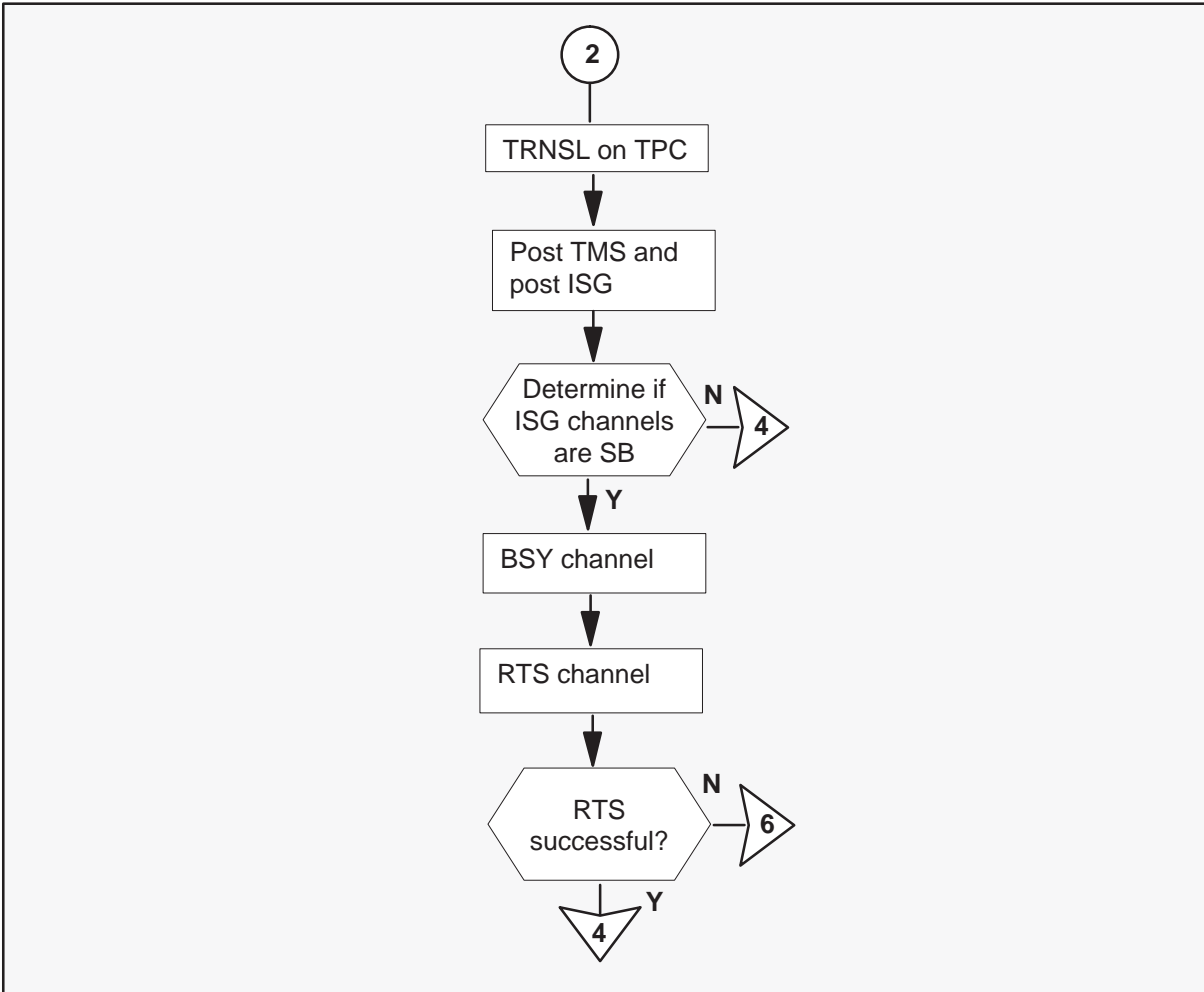 2
TRNSL on TPC
Post TMS and
post ISG
Determine if
ISG channels
are SB
N
4
Y
BSY channel
RTS channel
RTS
successful?
N
6
Y
4